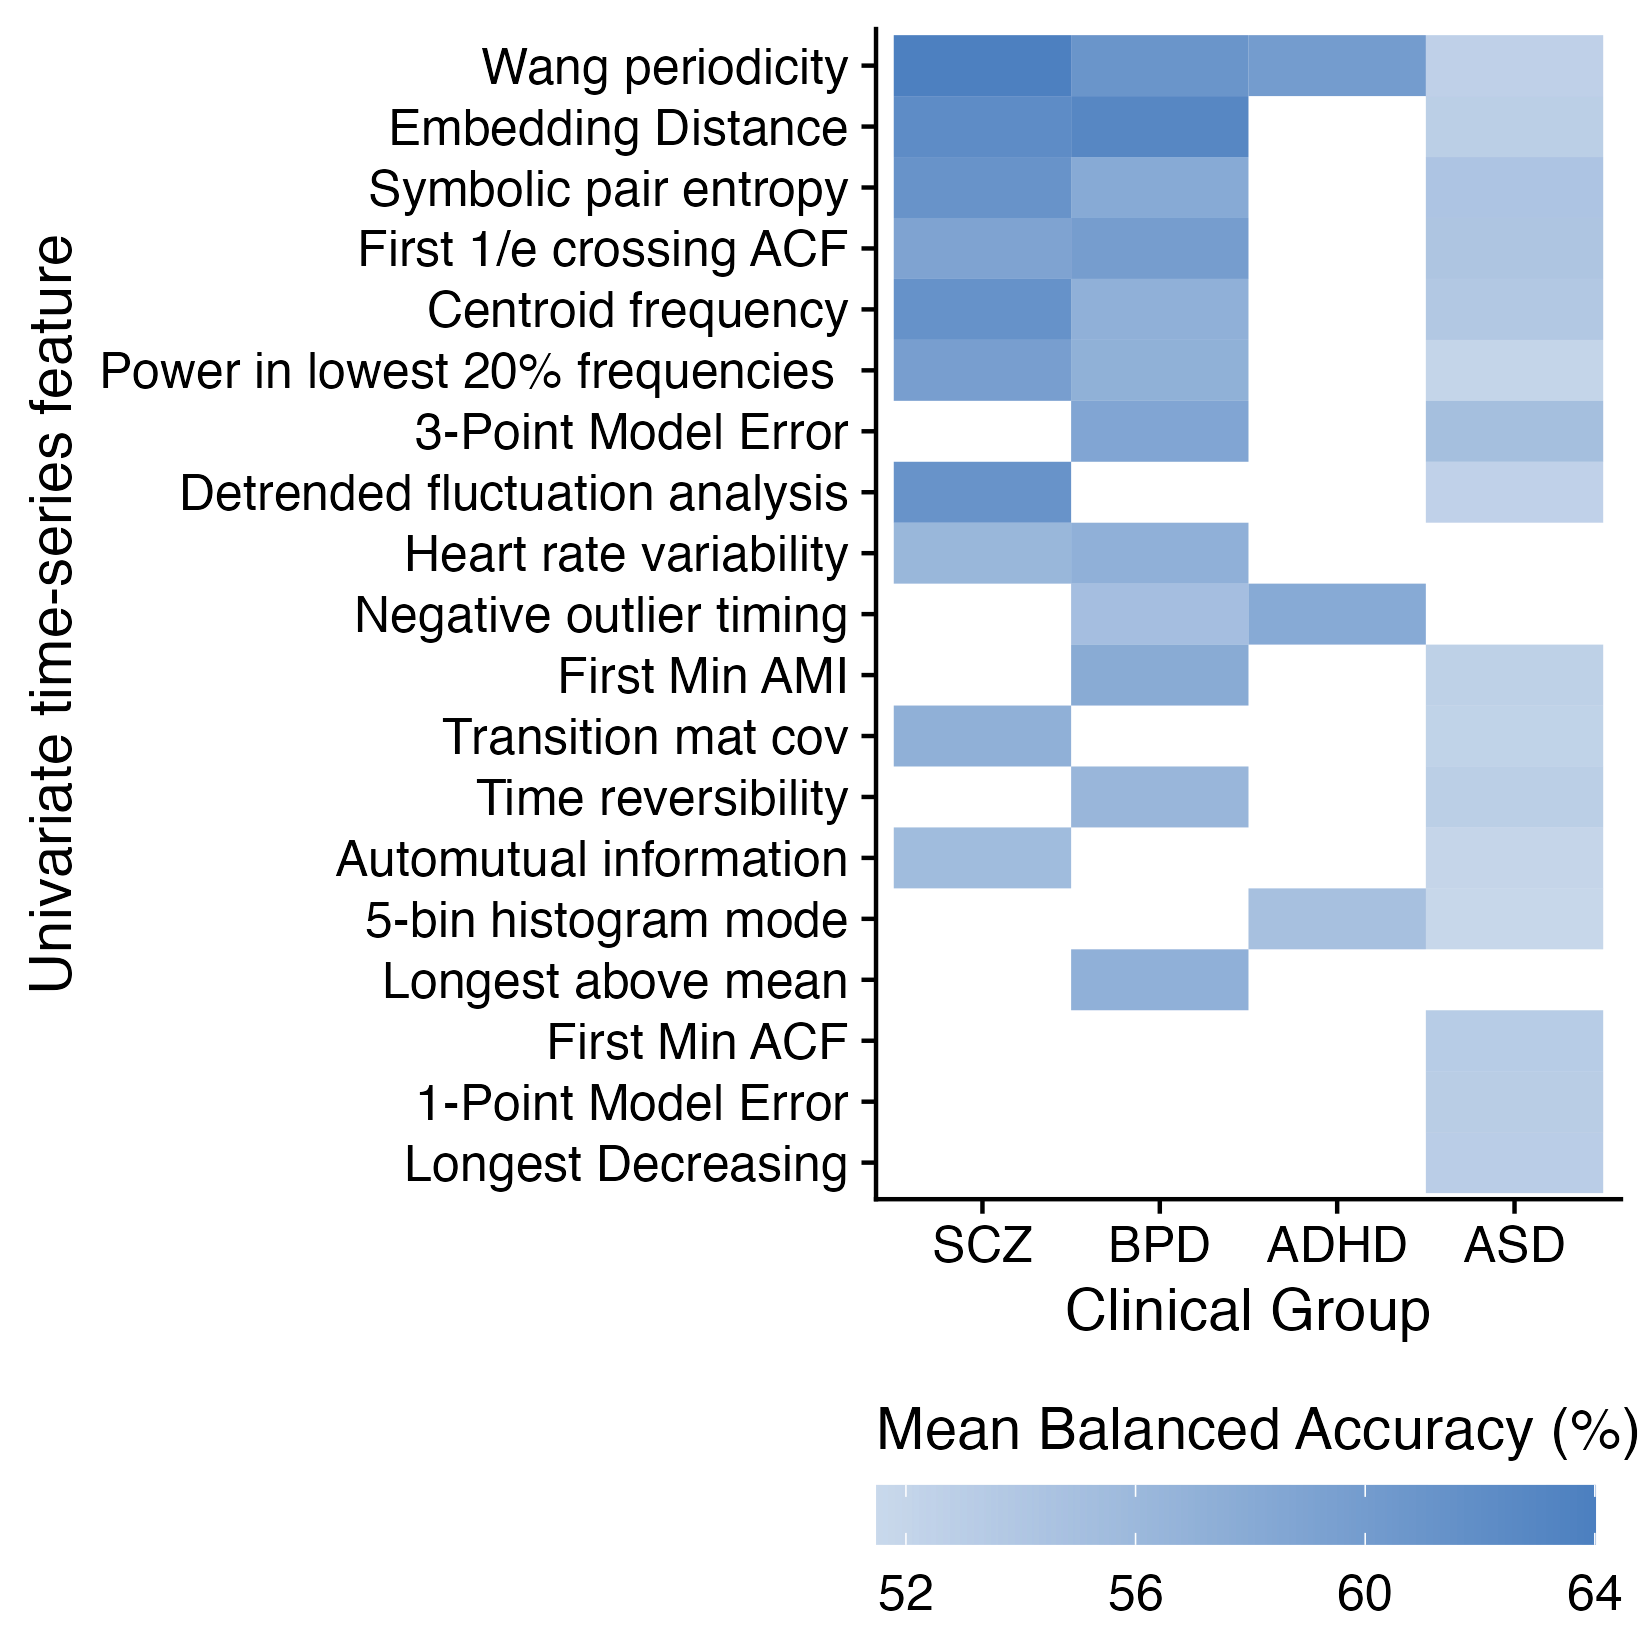 Univariate time-series feature
Wang periodicity
Embedding Distance
Symbolic pair entropy
First 1/e crossing ACF
Centroid frequency
Power in lowest 20% frequencies
3-Point Model Error
Detrended fluctuation analysis
Heart rate variability
Negative outlier timing
First Min AMI
Transition mat cov
Time reversibility
Automutual information
5-bin histogram mode
Longest above mean
First Min ACF
1-Point Model Error
Longest Decreasing
SCZ BPD ADHD ASD
Clinical Group
Mean Balanced Accuracy (%)
52 56 60 64